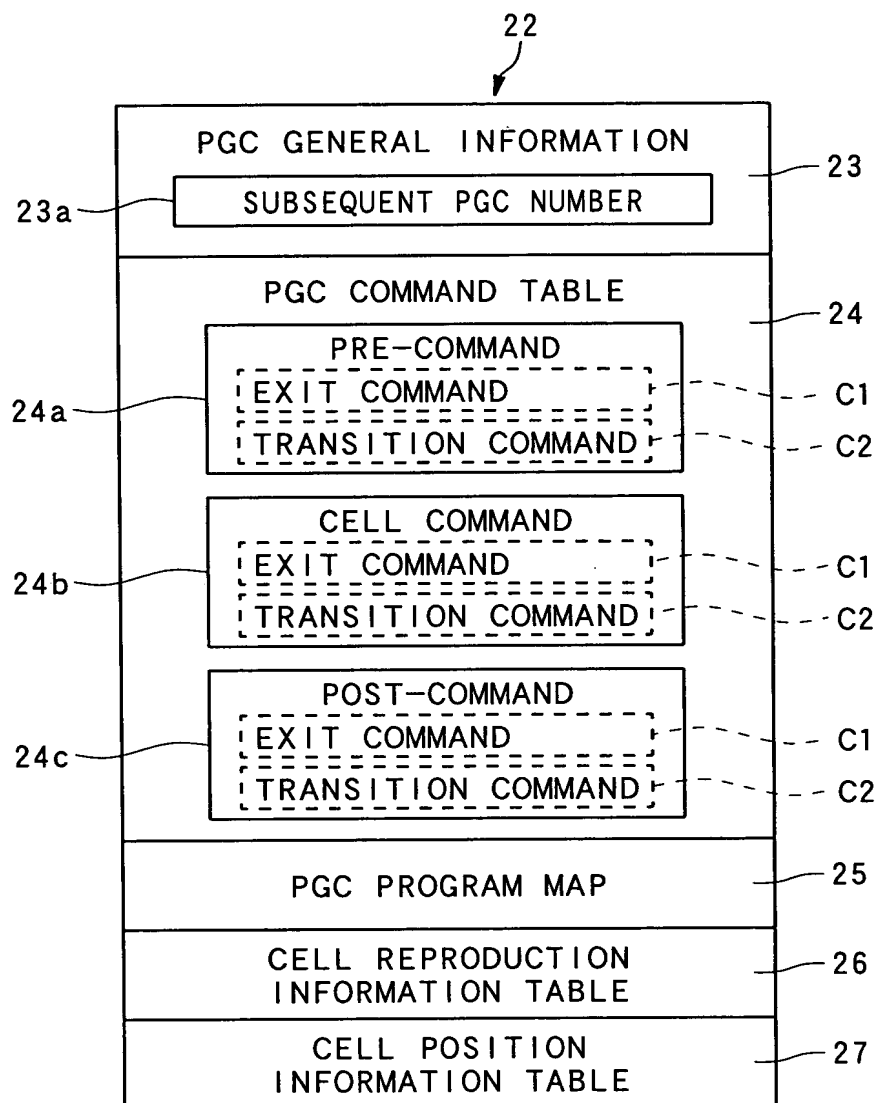 22
PGC GENERAL INFORMATION
23
23a
SUBSEQUENT PGC NUMBER
PGC COMMAND TABLE
24
PRE-COMMAND
24a
EXIT COMMAND
C1
TRANSITION COMMAND
C2
CELL COMMAND
24b
EXIT COMMAND
C1
TRANSITION COMMAND
C2
POST-COMMAND
24c
EXIT COMMAND
C1
TRANSITION COMMAND
C2
PGC PROGRAM MAP
25
CELL REPRODUCTION
INFORMATION TABLE
26
CELL POSITION
INFORMATION TABLE
27